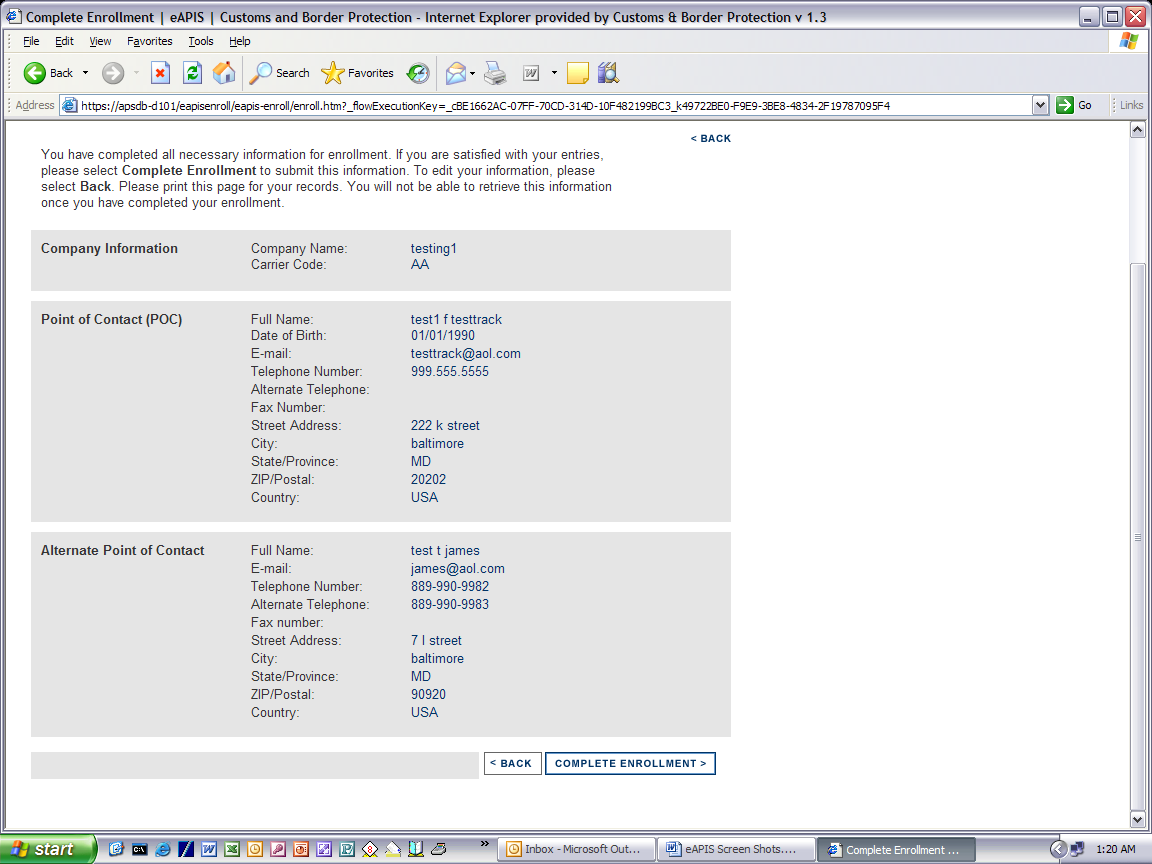 Complete Enrollment | eAPIS | Customs and Border Protection - Internet Explorer provided by Customs & Border Protection v 1.3
File Edit View Favorites Tools Help
Back Search Favorites
Address https://apsdb-d101/eapisenroll/eapis-enroll/enroll.htm?_flowExecutionKey=_cBE1662AC-07FF-70CD-314D-10F482199BC3_k49722BE0-F9E9-3BE8-4834-2F19787095F4 Go Links
< BACK
You have completed all necessary information for enrollment. If you are satisfied with your entries,
please select Complete Enrollment to submit this information. To edit your information, please
select Back. Please print this page for your records. You will not be able to retrieve this information
once you have completed your enrollment.
Company Information Company Name: testing1
Carrier Code: AA
Point of Contact (POC) Full Name: test1 f testtrack
Date of Birth: 01/01/1990
E-mail: testtrack@aol.com
Telephone Number: 999.555.5555
Alternate Telephone:
Fax Number:
Street Address: 222 k street
City: baltimore
State/Province: MD
ZIP/Postal: 20202
Country: USA
Alternate Point of Contact Full Name: test t james
E-mail: james@aol.com
Telephone Number: 889-990-9982
Alternate Telephone: 889-990-9983
Fax number:
Street Address: 7 l street
City: baltimore
State/Province: MD
ZIP/Postal: 90920
Country: USA
< BACK COMPLETE ENROLLMENT >
start Inbox - Microsoft Out... eAPIS Screen Shots.... Complete Enrollment ... 1:20 AM